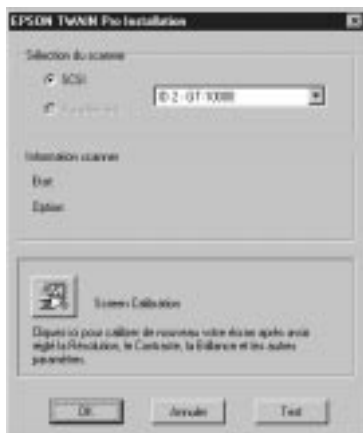 EPSON TWAIN Pro Installation
Sélection du scanner
SCSI
ID 2 - GT-10000
Information scanner
Etat
Option
Screen Calibration
Cliquez ici pour calibrer de nouveau votre écran après avoir
réglé la Résolution, le Contraste, la Brillance et les autres
paramètres.
OK
Annuler
Test